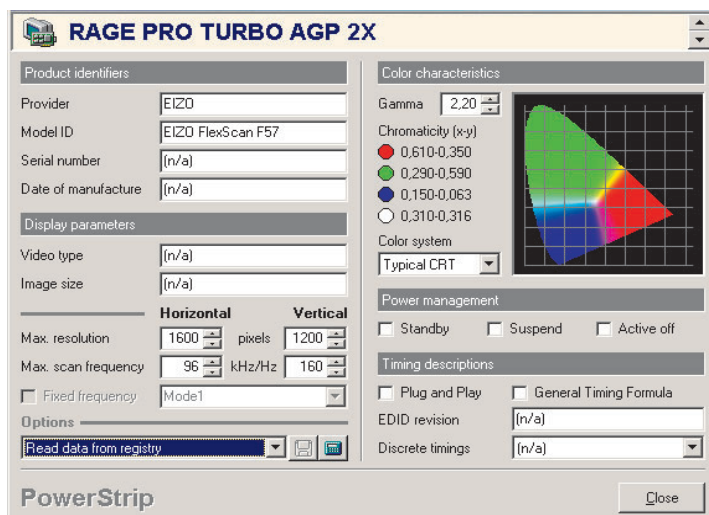 RAGE PRO TURBO AGP 2X
Product identifiers
Provider EIZO
Model ID EIZO FlexScan F57
Serial number (n/a)
Date of manufacture (n/a)
Display parameters
Video type (n/a)
Image size (n/a)
Horizontal Vertical
Max. resolution 1600 pixels 1200
Max. scan frequency 96 kHz/Hz 160
Fixed frequency Mode1
Options
Read data from registry
Color characteristics
Gamma 2,20
Chromaticity (x-y)
0,610-0,350
0,290-0,590
0,150-0,063
0,310-0,316
Color system
Typical CRT
Power management
Standby Suspend Active off
Timing descriptions
Plug and Play General Timing Formula
EDID revision (n/a)
Discrete timings (n/a)
PowerStrip Close